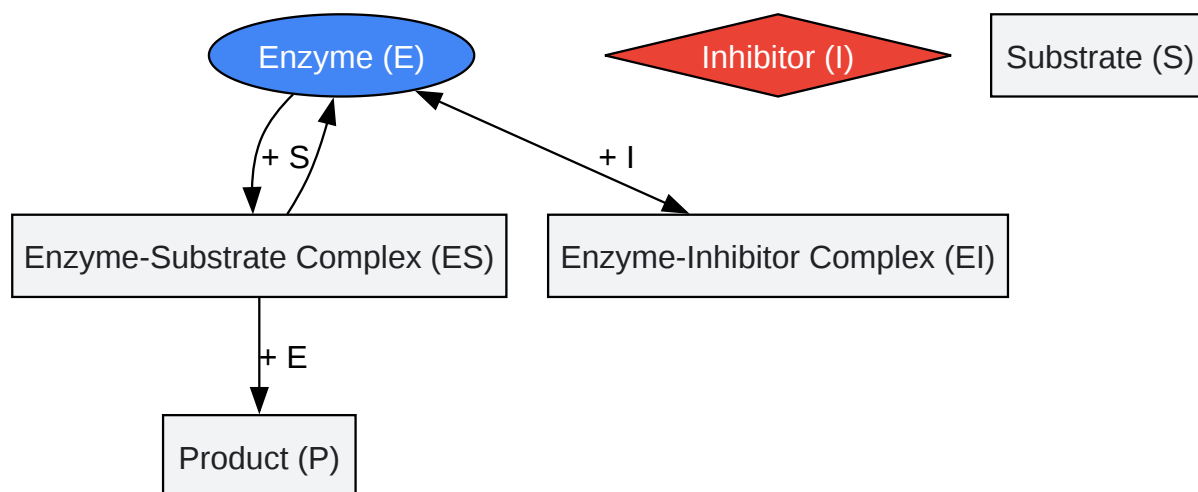 Enzyme (E)
Inhibitor (I)
Substrate (S)
+ S
+ I
Enzyme-Substrate Complex (ES)
Enzyme-Inhibitor Complex (EI)
+ E
Product (P)